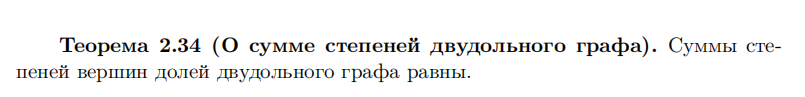 Теорема 2.34 (О сумме степеней двудольного графа). Суммы сте-
пеней вершин долей двудольного графа равны.